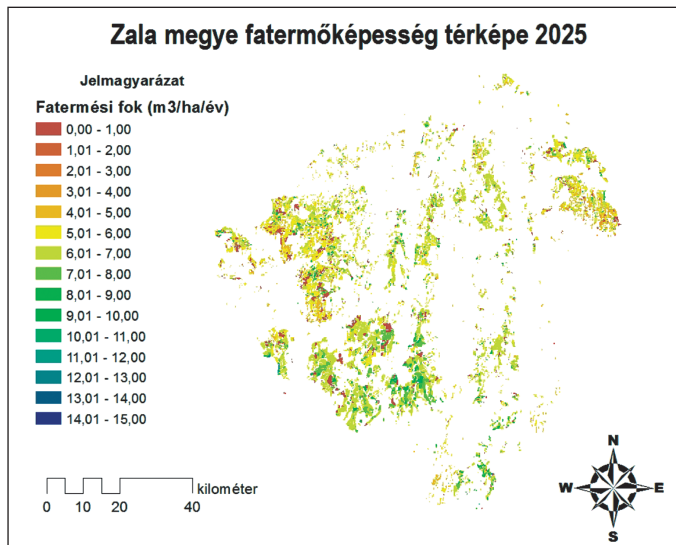 Zala megye fatermőképesség térképe 2025
Jelmagyarázat
Fatermési fok (m3/ha/év)
0,00 - 1,00
1,01 - 2,00
2,01 - 3,00
3,01 - 4,00
4,01 - 5,00
5,01 - 6,00
6,01 - 7,00
7,01 - 8,00
8,01 - 9,00
9,01 - 10,00
10,01 - 11,00
11,01 - 12,00
12,01 - 13,00
13,01 - 14,00
14,01 - 15,00
kilométer
0 10 20 40
N
W E
S